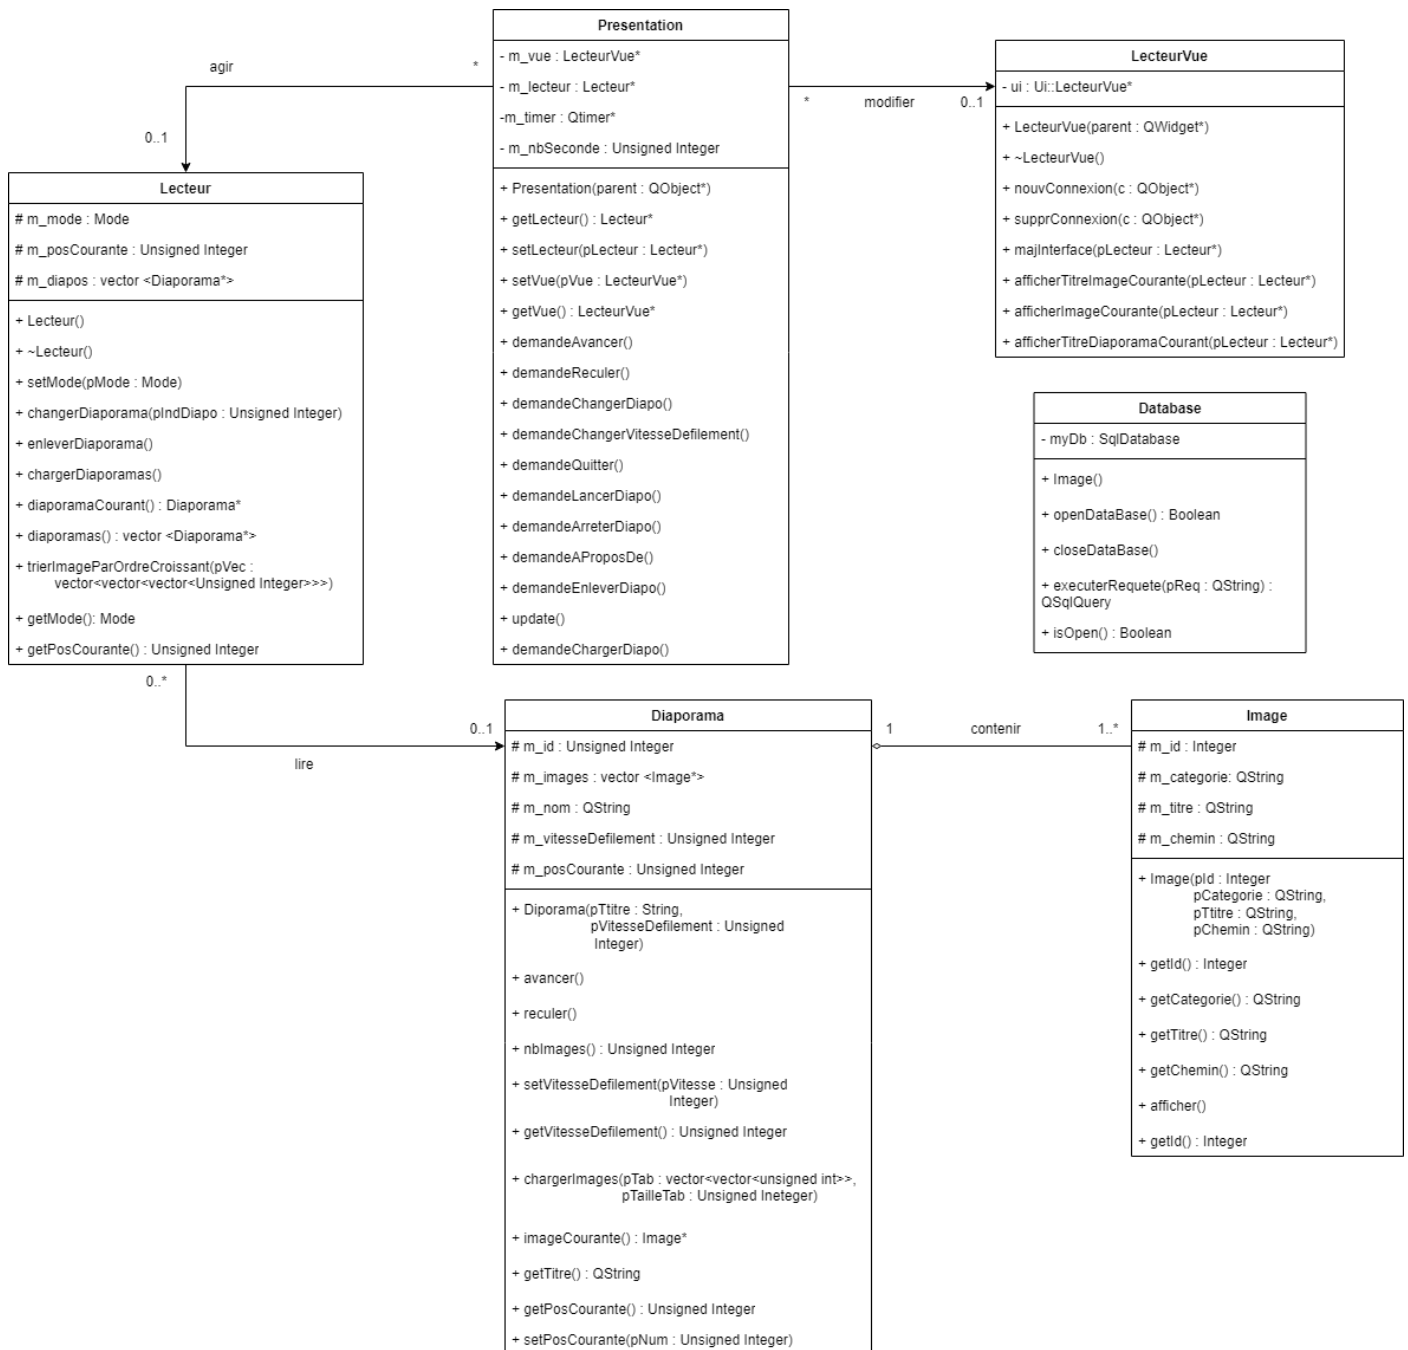 Presentation
- m_vue : LecteurVue*
- m_lecteur : Lecteur*
-m_timer : Qtimer*
- m_nbSeconde : Unsigned Integer
+ Presentation(parent : QObject*)
+ getLecteur() : Lecteur*
+ setLecteur(pLecteur : Lecteur*)
+ setVue(pVue : LecteurVue*)
+ getVue() : LecteurVue*
+ demandeAvancer()
+ demandeReculer()
+ demandeChangerDiapo()
+ demandeChangerVitesseDefilement()
+ demandeQuitter()
+ demandeLancerDiapo()
+ demandeArreterDiapo()
+ demandeAProposDe()
+ demandeEnleverDiapo()
+ update()
+ demandeChargerDiapo()
agir
*
0..1
*
modifier
0..1
LecteurVue
- ui : Ui::LecteurVue*
+ LecteurVue(parent : QWidget*)
+ ~LecteurVue()
+ nouvConnexion(c : QObject*)
+ supprConnexion(c : QObject*)
+ majInterface(pLecteur : Lecteur*)
+ afficherTitreImageCourante(pLecteur : Lecteur*)
+ afficherImageCourante(pLecteur : Lecteur*)
+ afficherTitreDiaporamaCourant(pLecteur : Lecteur*)
Lecteur
# m_mode : Mode
# m_posCourante : Unsigned Integer
# m_diapos : vector <Diaporama*>
+ Lecteur()
+ ~Lecteur()
+ setMode(pMode : Mode)
+ changerDiaporama(pIndDiapo : Unsigned Integer)
+ enleverDiaporama()
+ chargerDiaporamas()
+ diaporamaCourant() : Diaporama*
+ diaporamas() : vector <Diaporama*>
+ trierImageParOrdreCroissant(pVec :
vector<vector<vector<Unsigned Integer>>>)
+ getMode(): Mode
+ getPosCourante() : Unsigned Integer
Database
- myDb : SqlDatabase
+ Image()
+ openDataBase() : Boolean
+ closeDataBase()
+ executerRequete(pReq : QString) :
QSqlQuery
+ isOpen() : Boolean
0..*
lire
0..1
Diaporama
# m_id : Unsigned Integer
# m_images : vector <Image*>
# m_nom : QString
# m_vitesseDefilement : Unsigned Integer
# m_posCourante : Unsigned Integer
+ Diporama(pTtitre : String,
pVitesseDefilement : Unsigned
Integer)
+ avancer()
+ reculer()
+ nbImages() : Unsigned Integer
+ setVitesseDefilement(pVitesse : Unsigned
Integer)
+ getVitesseDefilement() : Unsigned Integer
+ chargerImages(pTab : vector<vector<unsigned int>>,
pTailleTab : Unsigned Ineteger)
+ imageCourante() : Image*
+ getTitre() : QString
+ getPosCourante() : Unsigned Integer
+ setPosCourante(pNum : Unsigned Integer)
1
contenir
1..*
Image
# m_id : Integer
# m_categorie: QString
# m_titre : QString
# m_chemin : QString
+ Image(pId : Integer
pCategorie : QString,
pTtitre : QString,
pChemin : QString)
+ getId() : Integer
+ getCategorie() : QString
+ getTitre() : QString
+ getChemin() : QString
+ afficher()
+ getId() : Integer